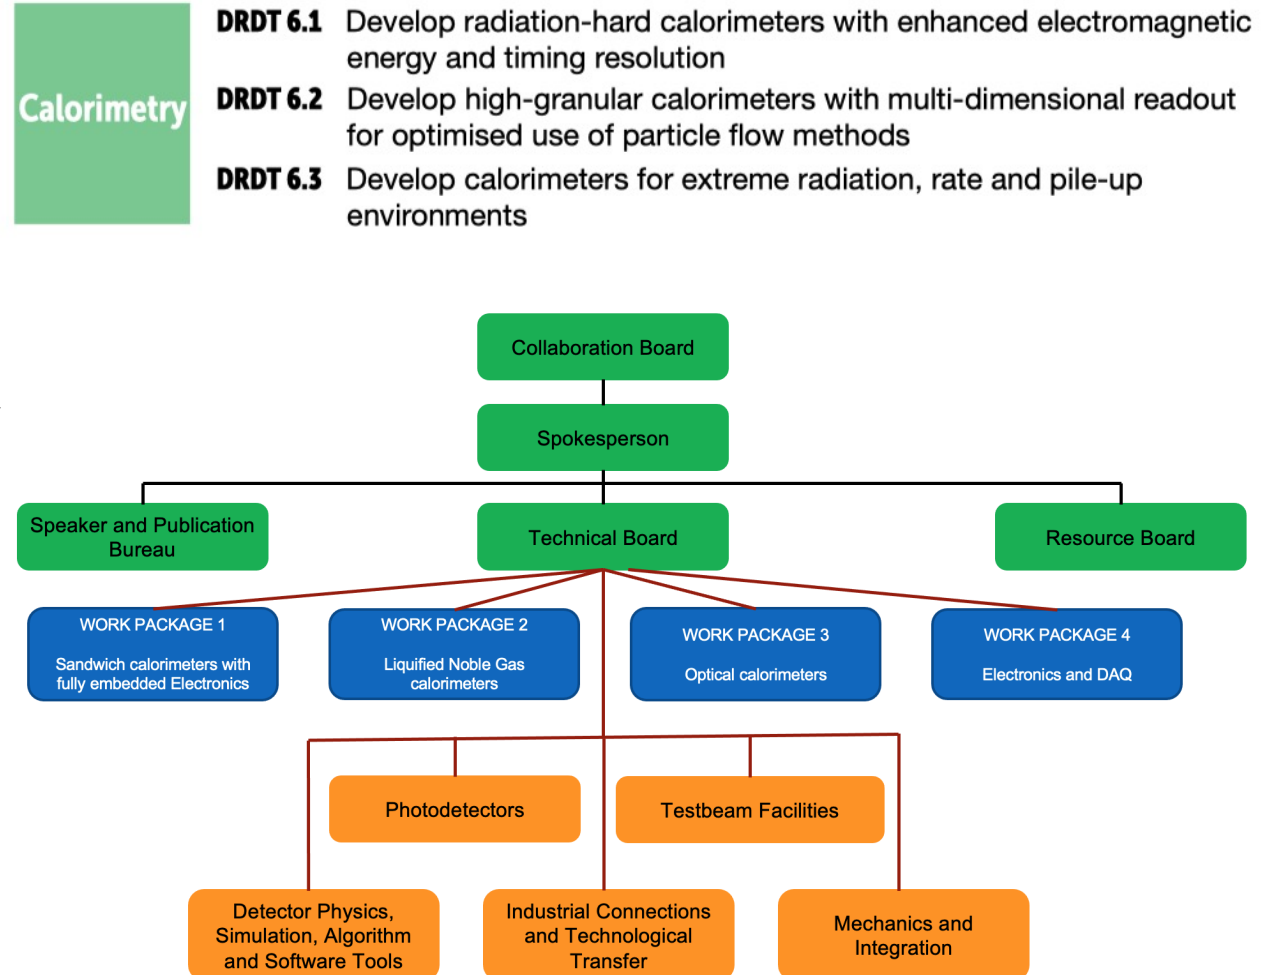 Calorimetry
DRDT 6.1 Develop radiation-hard calorimeters with enhanced electromagnetic
energy and timing resolution
DRDT 6.2 Develop high-granular calorimeters with multi-dimensional readout
for optimised use of particle flow methods
DRDT 6.3 Develop calorimeters for extreme radiation, rate and pile-up
environments
Collaboration Board
Spokesperson
Speaker and Publication
Bureau
Technical Board
Resource Board
WORK PACKAGE 1
Sandwich calorimeters with
fully embedded Electronics
WORK PACKAGE 2
Liquified Noble Gas
calorimeters
WORK PACKAGE 3
Optical calorimeters
WORK PACKAGE 4
Electronics and DAQ
Photodetectors
Testbeam Facilities
Detector Physics,
Simulation, Algorithm
and Software Tools
Industrial Connections
and Technological
Transfer
Mechanics and
Integration